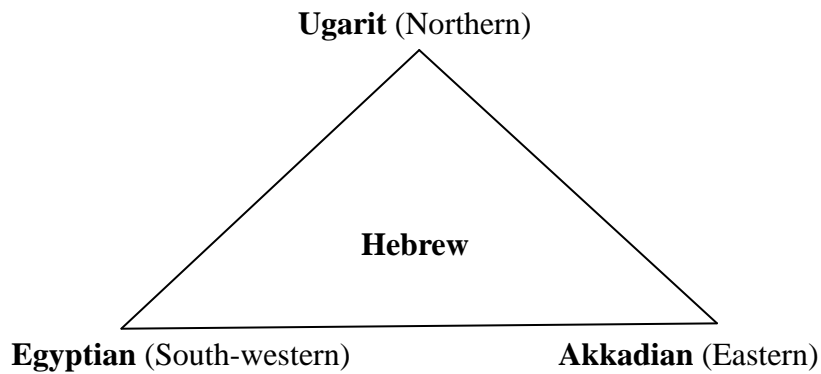 Ugarit (Northern)
Hebrew
Egyptian (South-western)
Akkadian (Eastern)